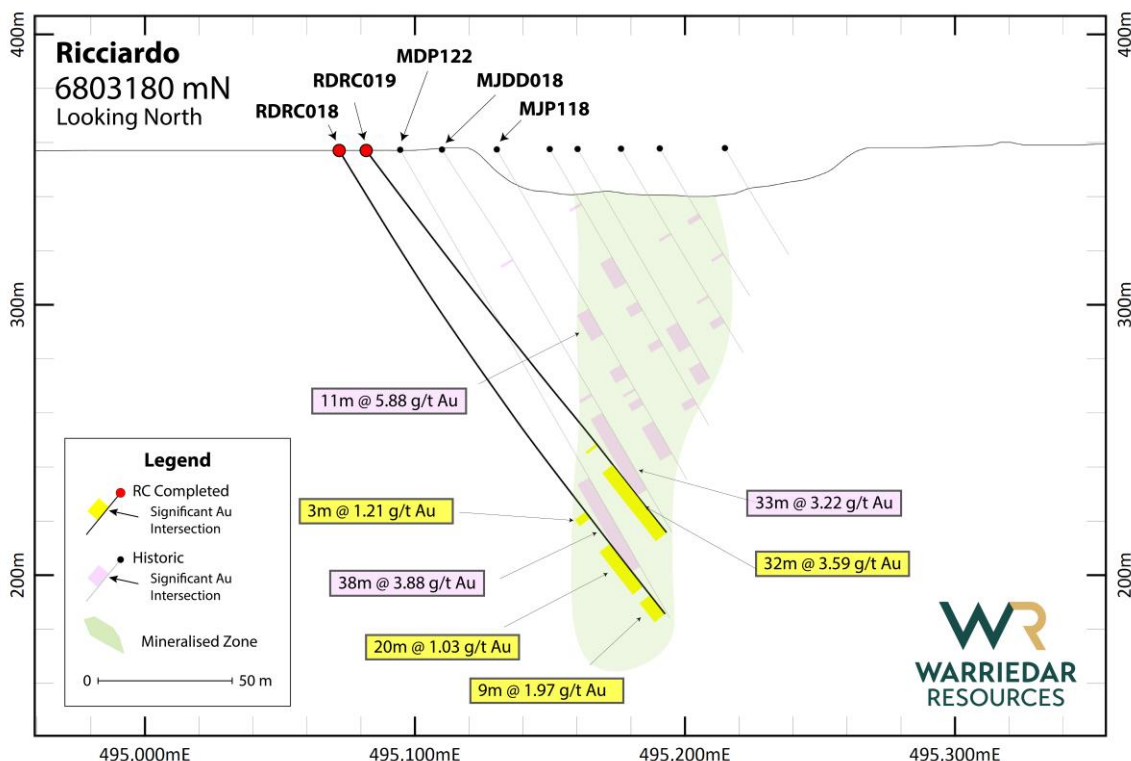 400m
400m
Ricciardo
6803180 mN
Looking North
MDP122
RDRC019
MJDD018
RDRC018
MJP118
300m
300m
11m @ 5.88 g/t Au
Legend
RC Completed
Significant Au
Intersection
Historic
Significant Au
Intersection
Mineralised Zone
0
50 m
3m @ 1.21 g/t Au
33m @ 3.22 g/t Au
32m @ 3.59 g/t Au
38m @ 3.88 g/t Au
200m
200m
20m @ 1.03 g/t Au
9m @ 1.97 g/t Au
WR
WARRIEDAR
RESOURCES
495.000mE
495.100mE
495.200mE
495.300mE